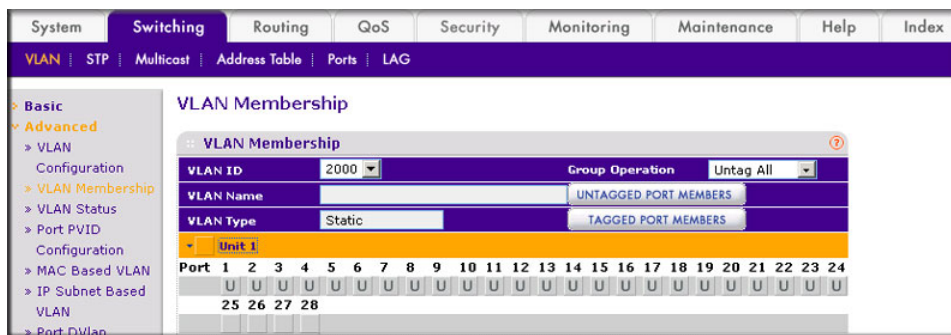 System Switching Routing QoS Security Monitoring Maintenance Help Index
VLAN STP Multicast Address Table Ports LAG
Basic
Advanced
» VLAN
Configuration
» VLAN Membership
» VLAN Status
» Port PVID
Configuration
» MAC Based VLAN
» IP Subnet Based
VLAN
» Port DVlan
VLAN Membership
VLAN Membership ?
VLAN ID 2000 Group Operation Untag All
VLAN Name UNTAGGED PORT MEMBERS
VLAN Type Static TAGGED PORT MEMBERS
Unit 1
Port 1 2 3 4 5 6 7 8 9 10 11 12 13 14 15 16 17 18 19 20 21 22 23 24
U U U U U U U U U U U U U U U U U U U U U U U U
25 26 27 28